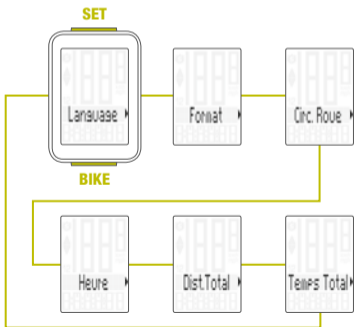 SET
Language
Format
Circ. Roue
BIKE
Heure
Dist.Total
Temps Total